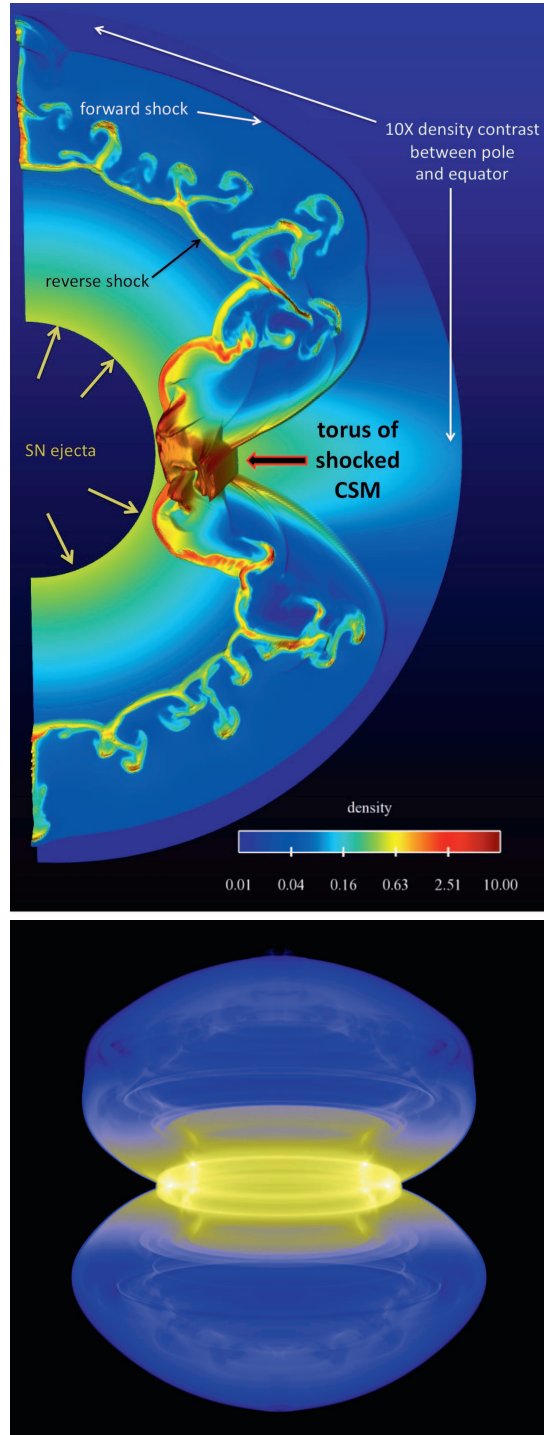 forward shock
10X density contrast
between pole
and equator
reverse shock
SN ejecta
torus of
shocked
CSM
density
0.01 0.04 0.16 0.63 2.51 10.00